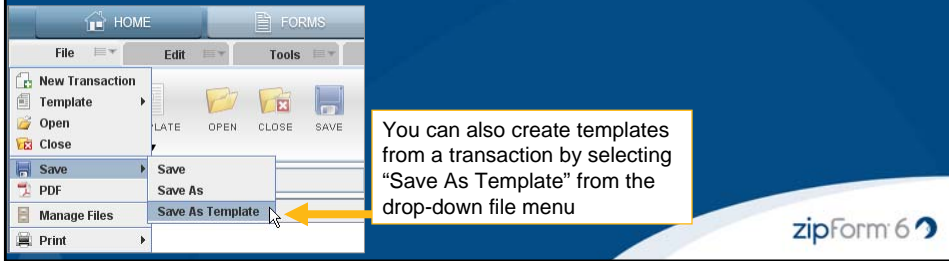 HOME
FORMS
File
Edit
Tools
New Transaction
Template
Open
Close
LATE
OPEN
CLOSE
SAVE
Save
PDF
Manage Files
Print
Save
Save As
Save As Template
You can also create templates
from a transaction by selecting
“Save As Template” from the
drop-down file menu
zipForm 6